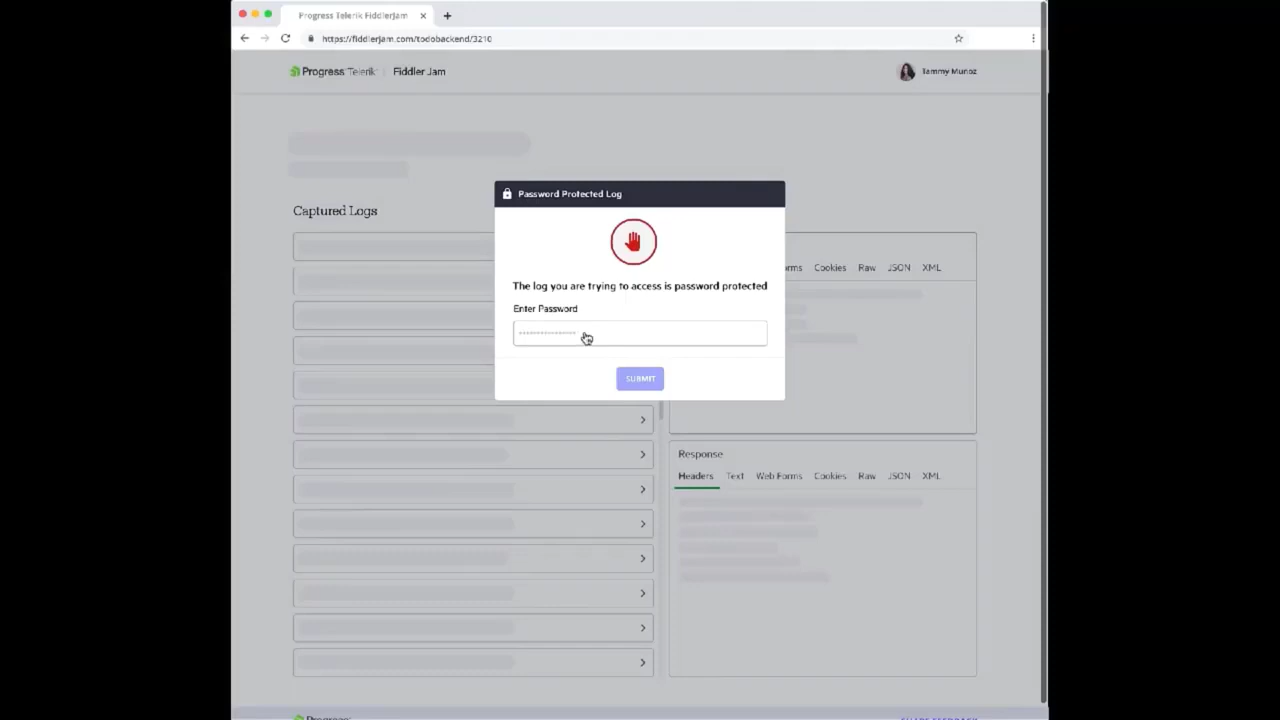 Progress Telerik FiddlerJam
https://fiddlerjam.com/todobackend/3210
Progress Telerik Fiddler Jam
Tammy Munoz
Captured Logs
Password Protected Log
The log you are trying to access is password protected
Enter Password
SUBMIT
Cookies Raw JSON XML
Response
Headers Text Web Forms Cookies Raw JSON XML
Progress